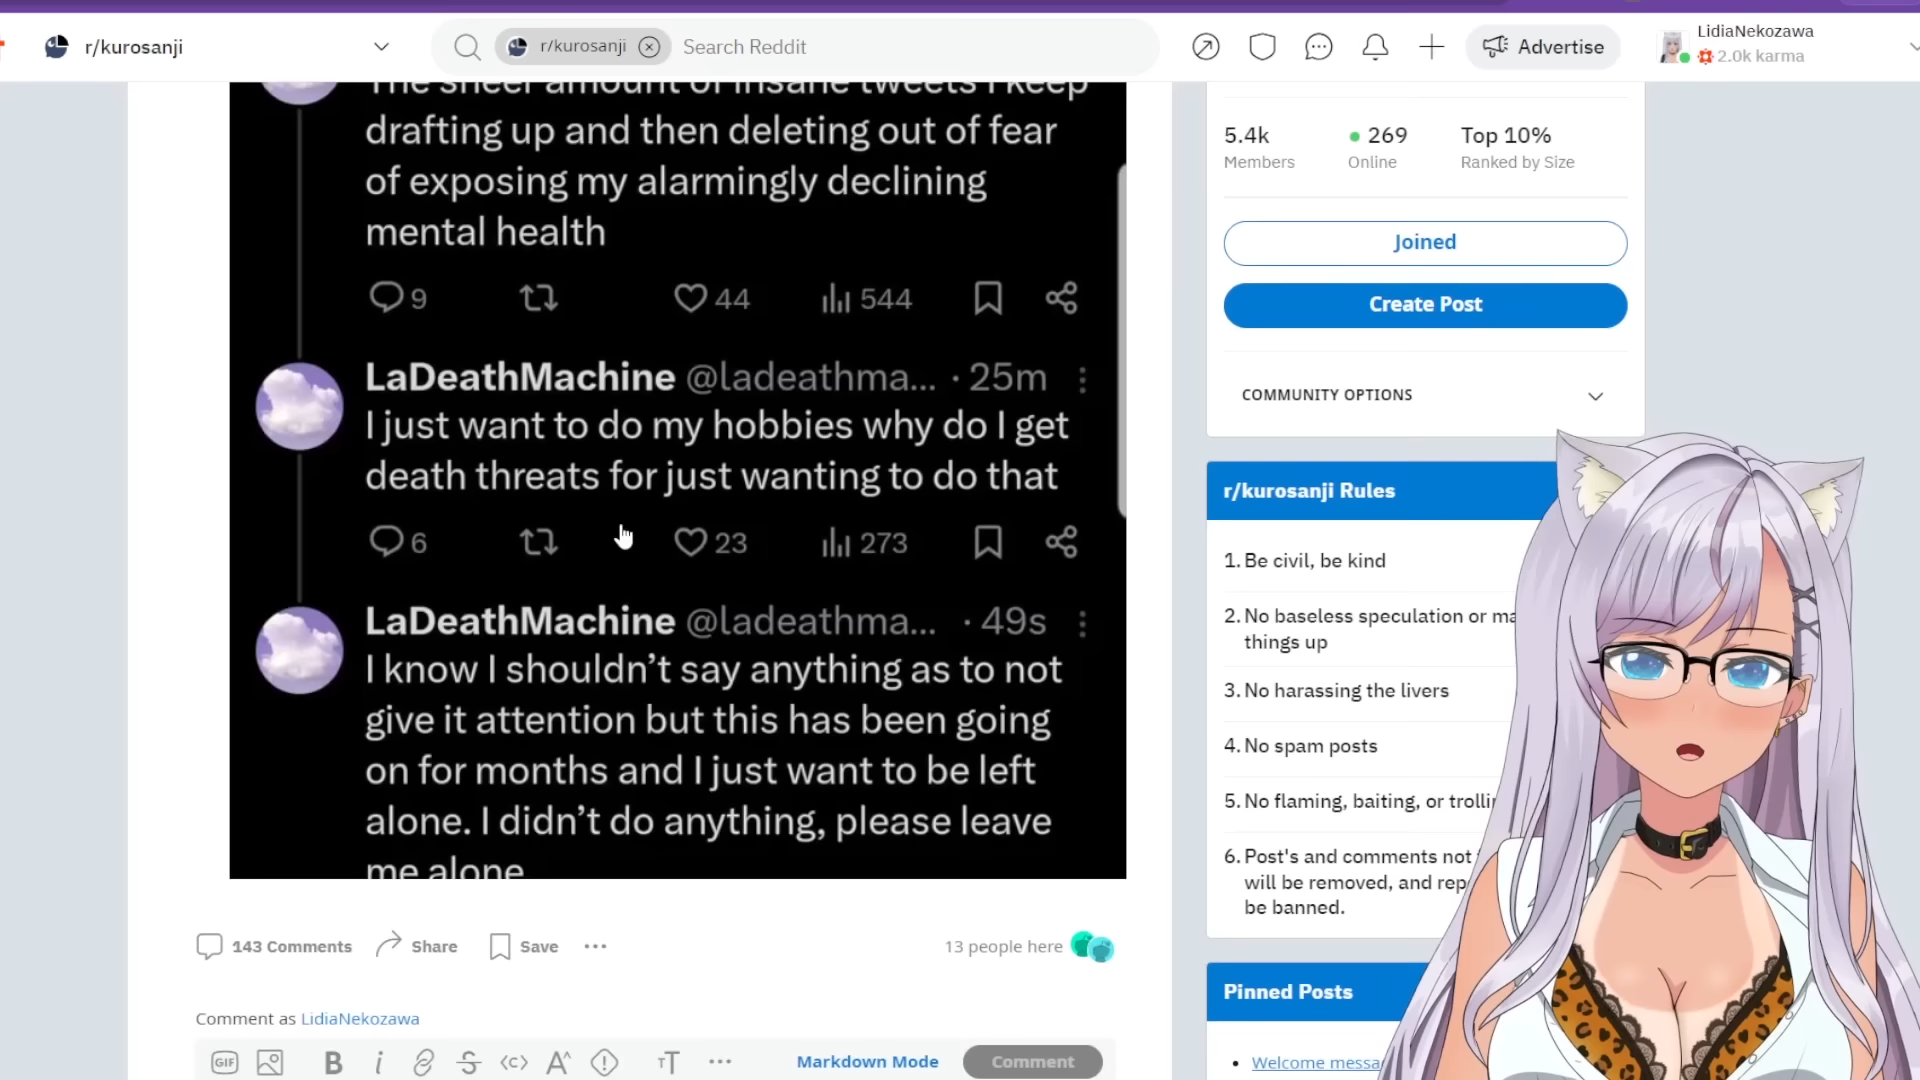 r/kurosanji
r/kurosanji
Search Reddit
Advertise
LidiaNekozawa
2.0k karma
The sheer amount of insane tweets I keep
drafting up and then deleting out of fear
of exposing my alarmingly declining
mental health
9
44
544
LaDeathMachine @ladeathma... · 25m
I just want to do my hobbies why do I get
death threats for just wanting to do that
6
23
273
LaDeathMachine @ladeathma... · 49s
I know I shouldn't say anything as to not
give it attention but this has been going
on for months and I just want to be left
alone. I didn't do anything, please leave
me alone
143 Comments
Share
Save
13 people here
Comment as LidiaNekozawa
GIF
B
i
Markdown Mode
Comment
5.4k
Members
269
Online
Top 10%
Ranked by Size
Joined
Create Post
COMMUNITY OPTIONS
r/kurosanji Rules
1. Be civil, be kind
2. No baseless speculation or ma
things up
3. No harassing the livers
4. No spam posts
5. No flaming, baiting, or trolli
6. Post's and comments not
will be removed, and rep
be banned.
Pinned Posts
Welcome messa